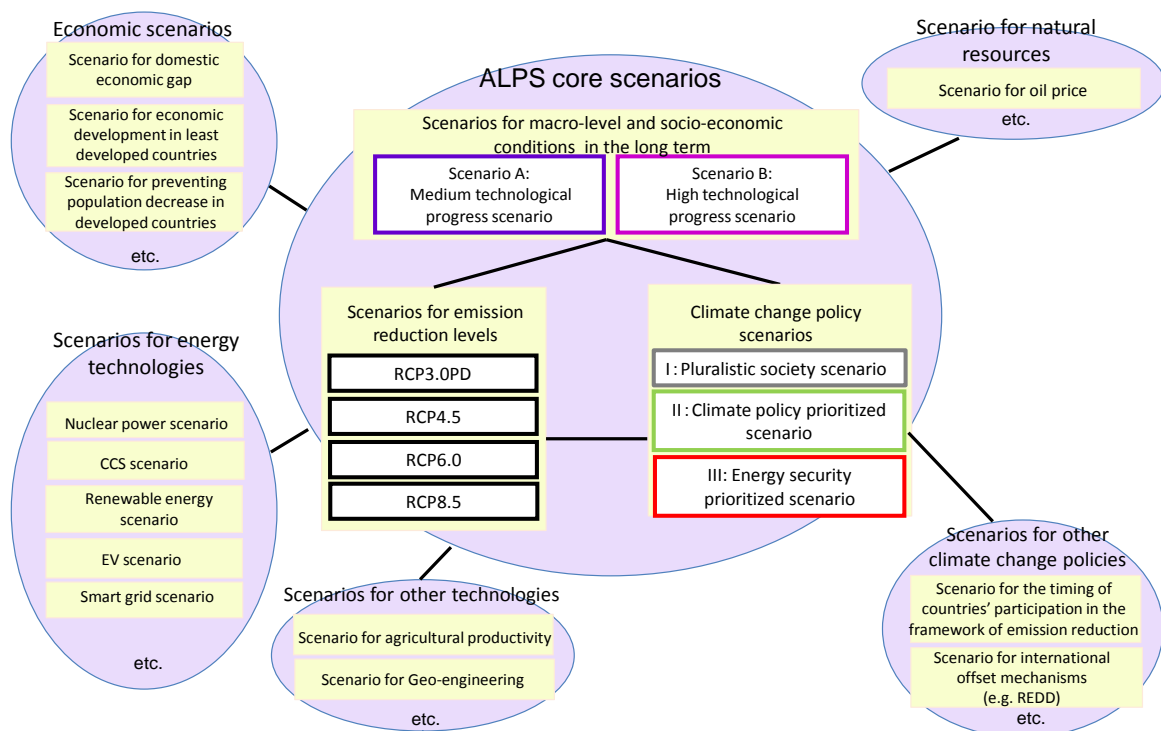 Economic scenarios
Scenario for domestic
economic gap
Scenario for economic
development in least
developed countries
Scenario for preventing
population decrease in
developed countries
etc.
Scenario for natural
resources
Scenario for oil price
etc.
ALPS core scenarios
Scenarios for macro-level and socio-economic
conditions in the long term
Scenario A:
Medium technological
progress scenario
Scenario B:
High technological
progress scenario
Scenarios for emission
reduction levels
RCP3.0PD
RCP4.5
RCP6.0
RCP8.5
Climate change policy
scenarios
I : Pluralistic society scenario
II : Climate policy prioritized
scenario
III: Energy security
prioritized scenario
Scenarios for energy
technologies
Nuclear power scenario
CCS scenario
Renewable energy
scenario
EV scenario
Smart grid scenario
etc.
Scenarios for other technologies
Scenario for agricultural productivity
Scenario for Geo-engineering
etc.
Scenarios for other
climate change policies
Scenario for the timing of
countries’ participation in the
framework of emission reduction
Scenario for international
offset mechanisms
(e.g. REDD)
etc.